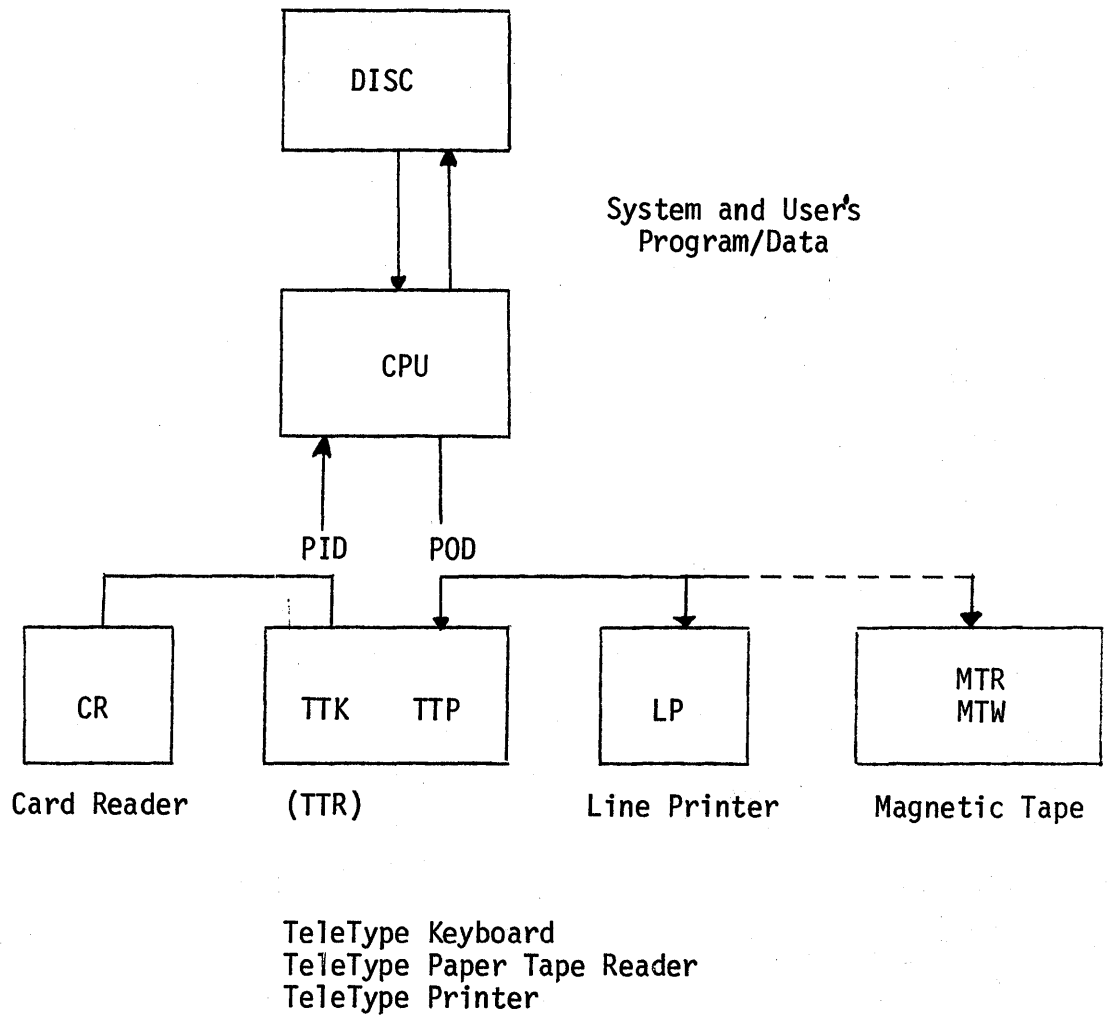 DISC
System and User's
Program/Data
CPU
PID POD
CR TTK TTP LP MTR
MTW
Card Reader (TTR) Line Printer Magnetic Tape
TeleType Keyboard
TeleType Paper Tape Reader
TeleType Printer